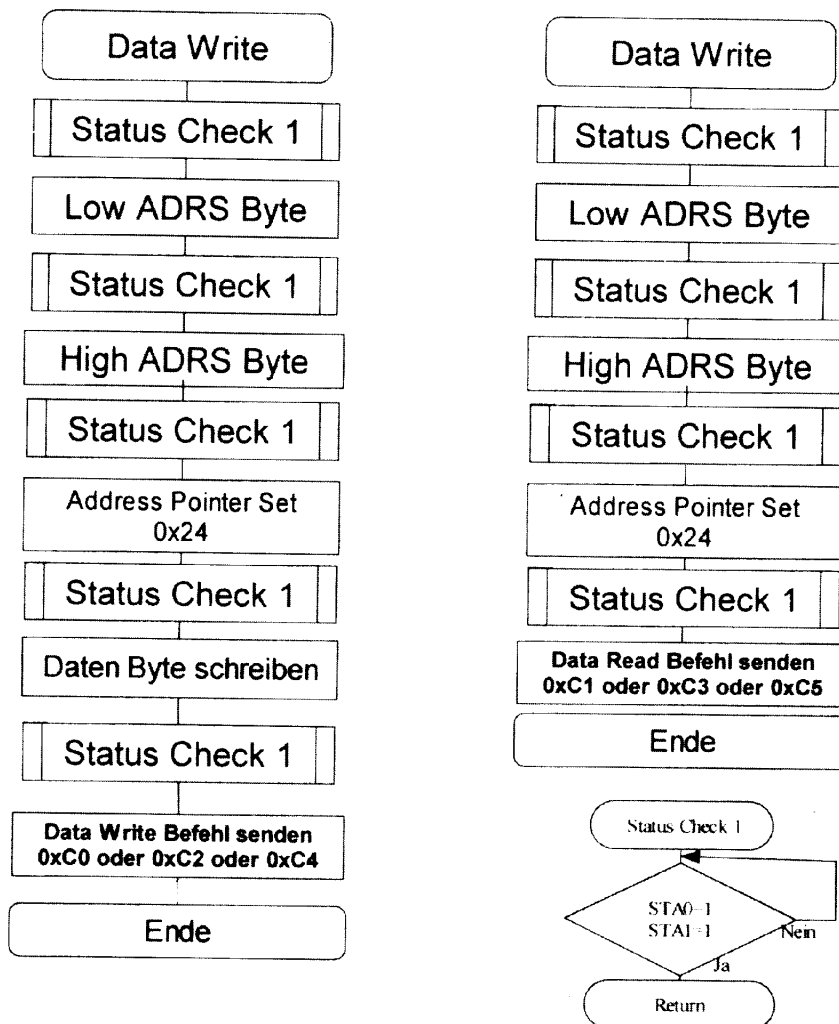 Data Write
Status Check 1
Low ADRS Byte
Status Check 1
High ADRS Byte
Status Check 1
Address Pointer Set
0x24
Status Check 1
Daten Byte schreiben
Status Check 1
Data Write Befehl senden
0xC0 oder 0xC2 oder 0xC4
Ende
Data Write
Status Check 1
Low ADRS Byte
Status Check 1
High ADRS Byte
Status Check 1
Address Pointer Set
0x24
Status Check 1
Data Read Befehl senden
0xC1 oder 0xC3 oder 0xC5
Ende
Status Check 1
STA0=1
STA1=1
Nein
Ja
Return